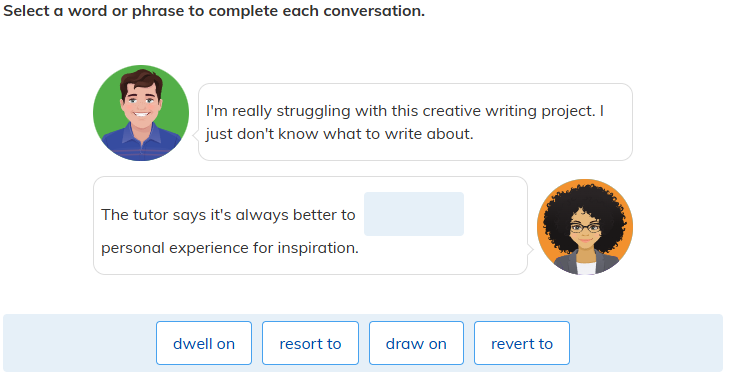 Select a word or phrase to complete each conversation.
I'm really struggling with this creative writing project. I
just don't know what to write about.
The tutor says it's always better to
personal experience for inspiration.
dwell on
resort to
draw on
revert to